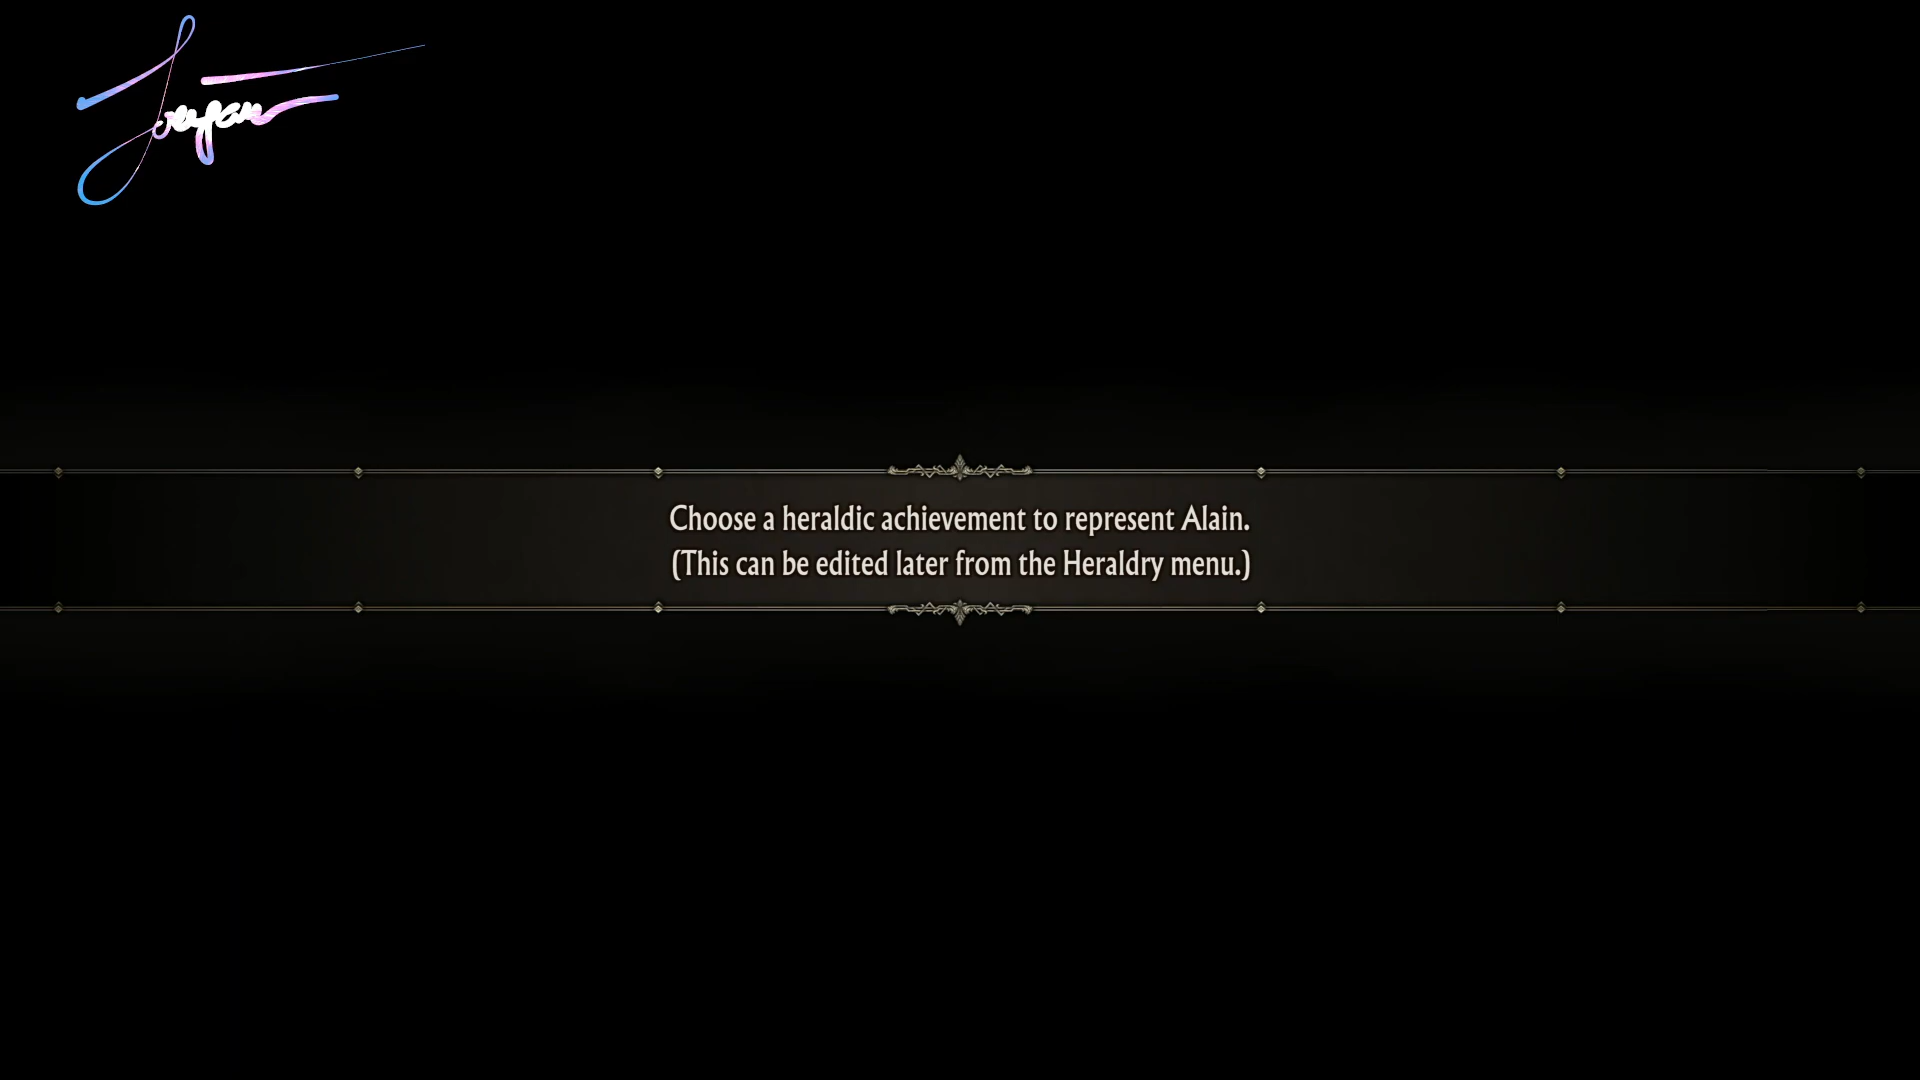 Choose a heraldic achievement to represent Alain.
(This can be edited later from the Heraldry menu.)